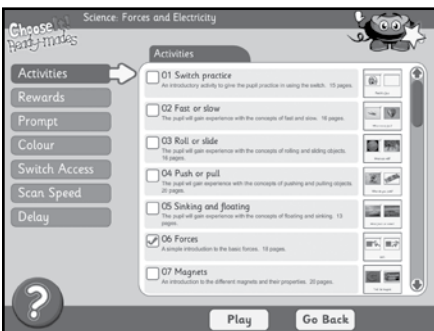 Science: Forces and Electricity
Choose It!
Ready-mades
Activities
Activities
Rewards
Prompt
Colour
Switch Access
Scan Speed
Delay
01 Switch practice
An introductory activity to give the pupil practice in using the switch. 15 pages.
02 Fast or slow
The pupil will gain experience with the concepts of fast and slow. 18 pages.
03 Roll or slide
The pupil will gain experience with the concepts of rolling and sliding objects.
16 pages.
04 Push or pull
The pupil will gain experience with the concepts of pushing and pulling objects.
20 pages.
05 Sinking and floating
The pupil will gain experience with the concepts of floating and sinking. 13
pages.
06 Forces
A simple introduction to the basic forces. 18 pages.
07 Magnets
An introduction to the different magnets and their properties. 20 pages.
?
Play
Go Back